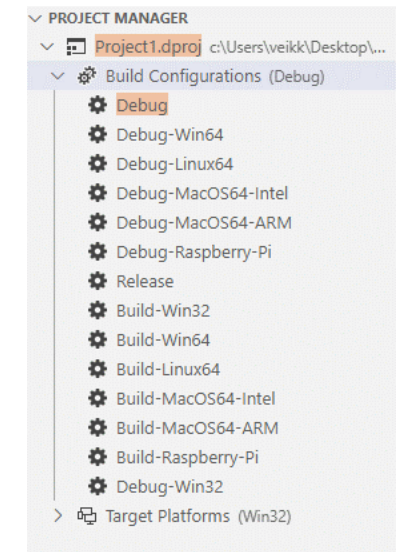 PROJECT MANAGER
Project1.dproj c:\Users\veikk\Desktop\...
Build Configurations (Debug)
Debug
Debug-Win64
Debug-Linux64
Debug-MacOS64-Intel
Debug-MacOS64-ARM
Debug-Raspberry-Pi
Release
Build-Win32
Build-Win64
Build-Linux64
Build-MacOS64-Intel
Build-MacOS64-ARM
Build-Raspberry-Pi
Debug-Win32
Target Platforms (Win32)